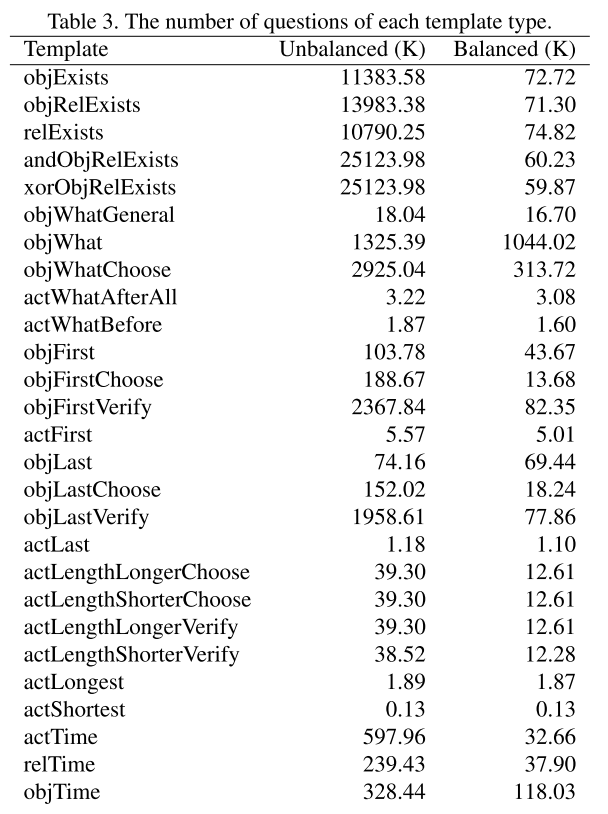 Table 3. The number of questions of each template type.
Template Unbalanced (K) Balanced (K)
objExists 11383.58 72.72
objRelExists 13983.38 71.30
relExists 10790.25 74.82
andObjRelExists 25123.98 60.23
xorObjRelExists 25123.98 59.87
objWhatGeneral 18.04 16.70
objWhat 1325.39 1044.02
objWhatChoose 2925.04 313.72
actWhatAfterAll 3.22 3.08
actWhatBefore 1.87 1.60
objFirst 103.78 43.67
objFirstChoose 188.67 13.68
objFirstVerify 2367.84 82.35
actFirst 5.57 5.01
objLast 74.16 69.44
objLastChoose 152.02 18.24
objLastVerify 1958.61 77.86
actLast 1.18 1.10
actLengthLongerChoose 39.30 12.61
actLengthShorterChoose 39.30 12.61
actLengthLongerVerify 39.30 12.61
actLengthShorterVerify 38.52 12.28
actLongest 1.89 1.87
actShortest 0.13 0.13
actTime 597.96 32.66
relTime 239.43 37.90
objTime 328.44 118.03